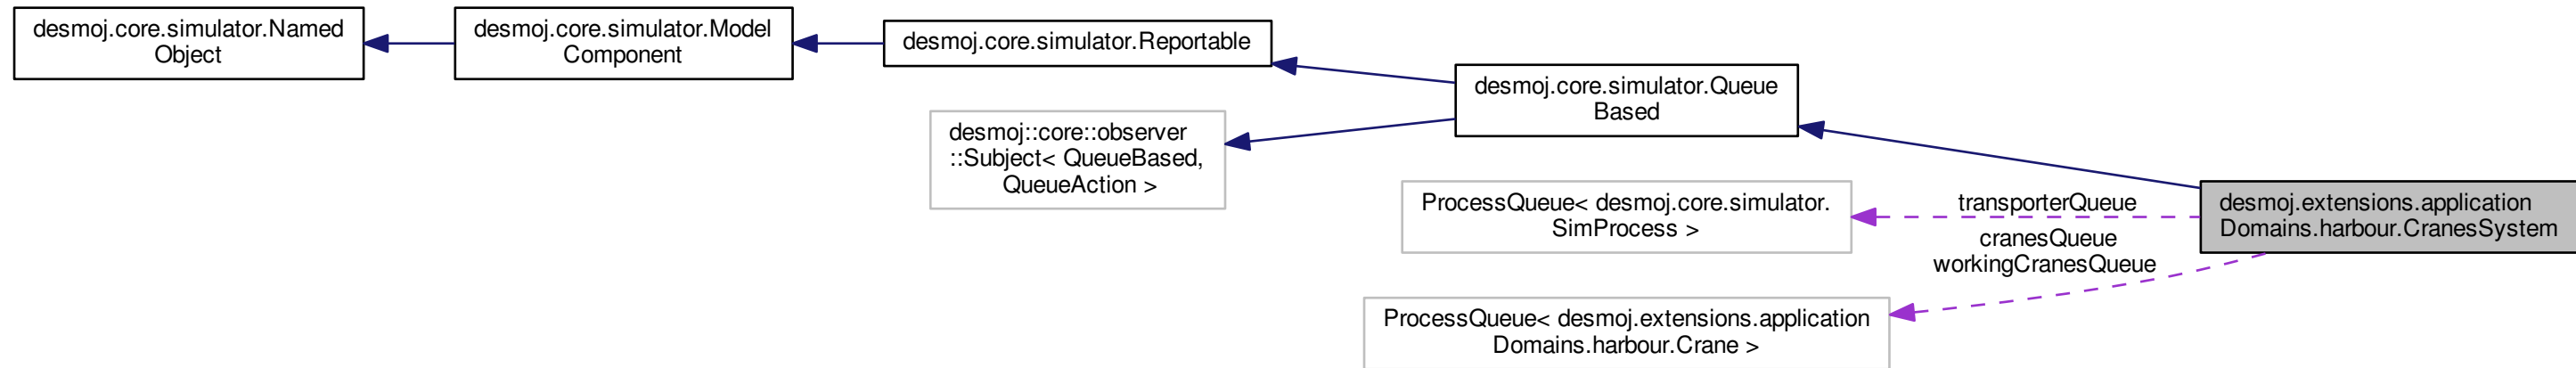 desmoj.core.simulator.Named
Object
desmoj.core.simulator.Model
Component
desmoj.core.simulator.Reportable
desmoj.core.simulator.Queue
Based
desmoj::core::observer
::Subject< QueueBased,
QueueAction >
ProcessQueue< desmoj.core.simulator.
SimProcess >
transporterQueue
cranesQueue
workingCranesQueue
desmoj.extensions.application
Domains.harbour.CranesSystem
ProcessQueue< desmoj.extensions.application
Domains.harbour.Crane >